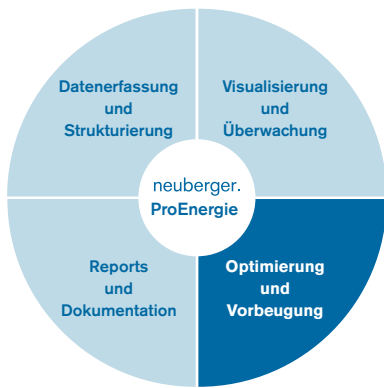 Datenerfassung
und
Strukturierung
Visualisierung
und
Überwachung
neuberger.
ProEnergie
Reports
und
Dokumentation
Optimierung
und
Vorbeugung